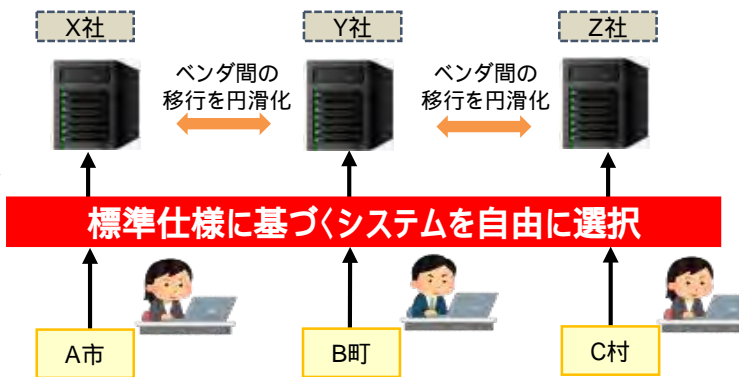 X社
Y社
Z社
ベンダ間の
移行を円滑化
ベンダ間の
移行を円滑化
標準仕様に基づくシステムを自由に選択
A市
B町
C村